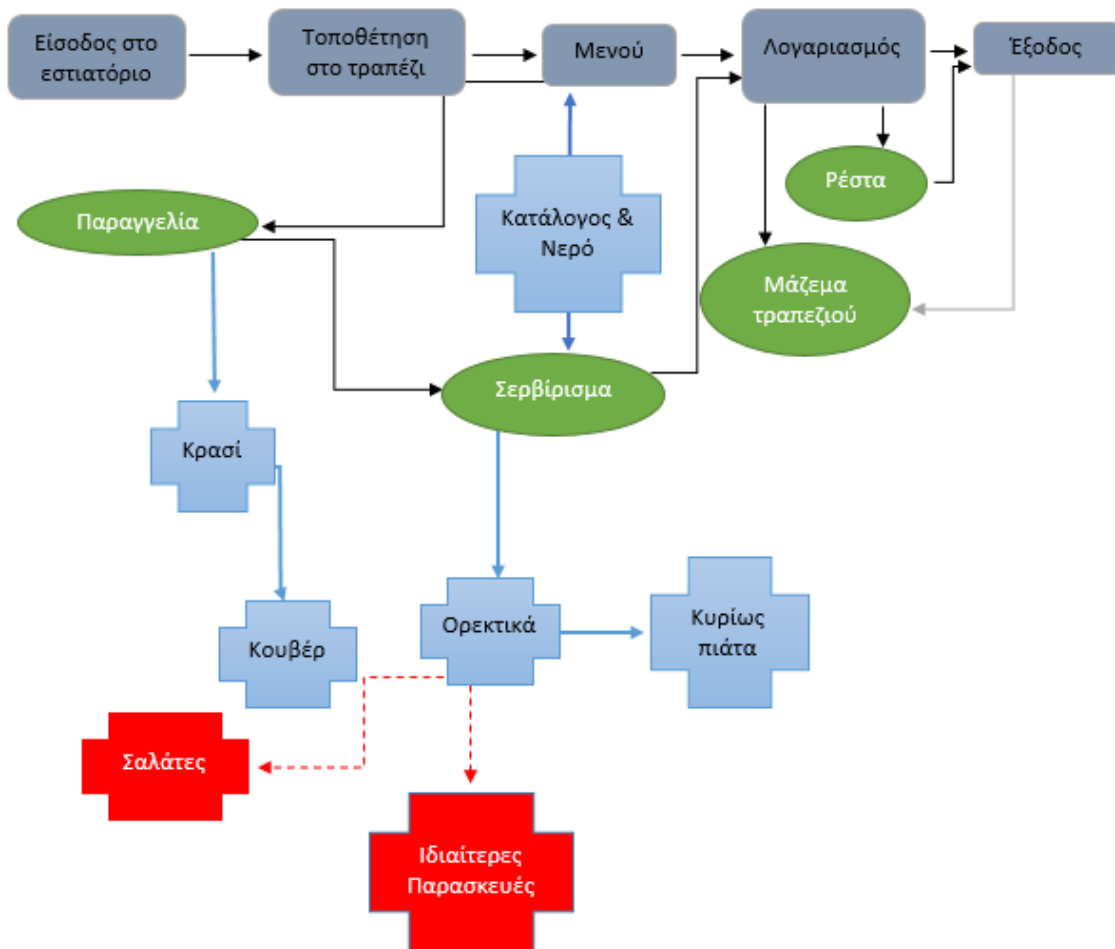 Είσοδος στο
εστιατόριο
Τοποθέτηση
στο τραπέζι
Μενού
Λογαριασμός
Έξοδος
Ρέστα
Παραγγελία
Κατάλογος &
Νερό
Μάζεμα
τραπεζιού
Σερβίρισμα
Κρασί
Κουβέρ
Ορεκτικά
Κυρίως
πιάτα
Σαλάτες
Ιδιαίτερες
Παρασκευές